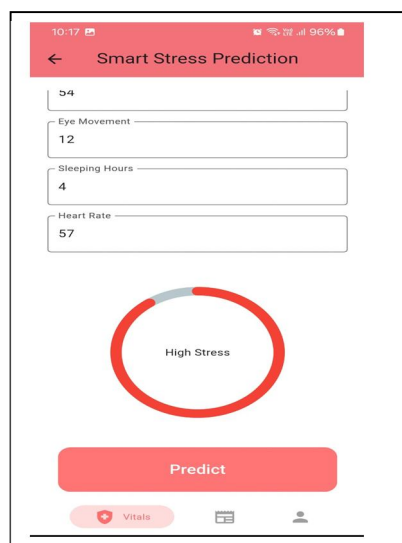 10:17 96%
Smart Stress Prediction
54
Eye Movement
12
Sleeping Hours
4
Heart Rate
57
High Stress
Predict
Vitals